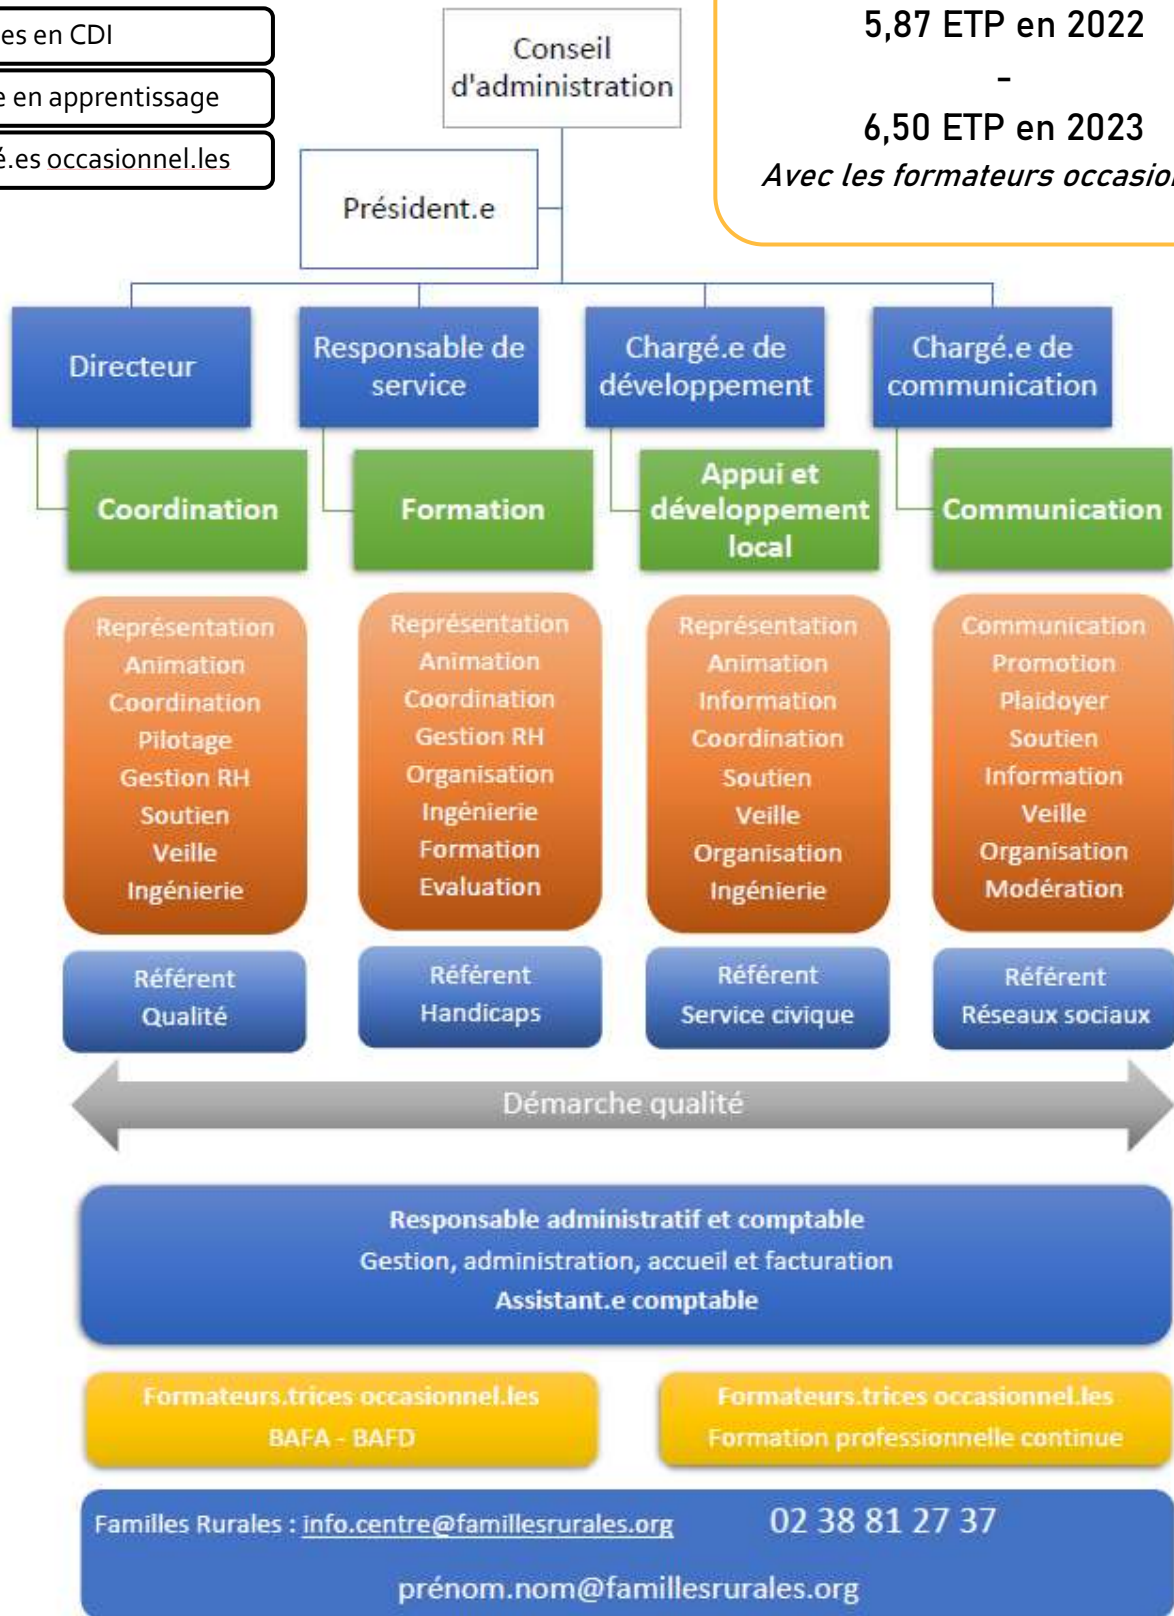 es en CDI
e en apprentissage
é.es occasionnel.les
Conseil
d'administration
5,87 ETP en 2022
-
6,50 ETP en 2023
Avec les formateurs
Président.e
Directeur
Responsable de
service
Chargé.e de
développement
Chargé.e de
communication
Coordination
Formation
Appui et
développement
local
Communication
Représentation
Animation
Coordination
Pilotage
Gestion RH
Soutien
Veille
Ingénierie
Représentation
Animation
Coordination
Gestion RH
Organisation
Ingénierie
Formation
Evaluation
Représentation
Animation
Information
Coordination
Soutien
Veille
Organisation
Ingénierie
Communication
Promotion
Plaidoyer
Soutien
Information
Veille
Organisation
Modération
Référent
Qualité
Référent
Handicaps
Référent
Service civique
Référent
Réseaux sociaux
Démarche qualité
Responsable administratif et comptable
Gestion, administration, accueil et facturation
Assistant.e comptable
Formateurs.trices occasionnel.les
BAFA - BAFD
Formateurs.trices occasionnel.les
Formation professionnelle continue
Familles Rurales : info.centre@famillesrurales.org 02 38 81 27 37
prénom.nom@famillesrurales.org